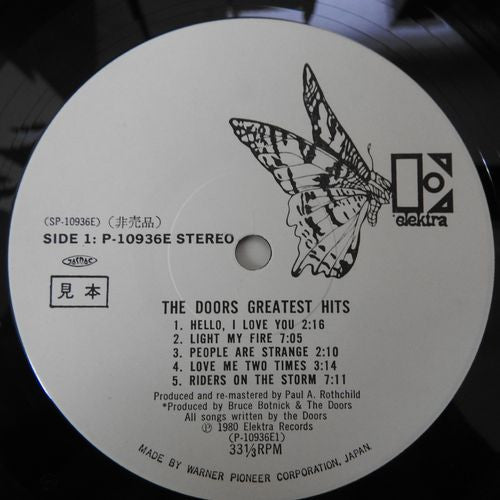 elektra
(SP-10936E) (非売品)
SIDE 1: P-10936E STEREO
JASRAC
見本
THE DOORS GREATEST HITS
1. HELLO, I LOVE YOU 2:16
2. LIGHT MY FIRE 7:05
3. PEOPLE ARE STRANGE 2:10
4. LOVE ME TWO TIMES 3:14
5. RIDERS ON THE STORM 7:11
Produced and re-mastered by Paul A. Rothchild
*Produced by Bruce Botnick & The Doors
All songs written by the Doors
Ⓟ 1980 Elektra Records
(P-10936E1)
33⅓RPM
MADE BY WARNER PIONEER CORPORATION, JAPAN.